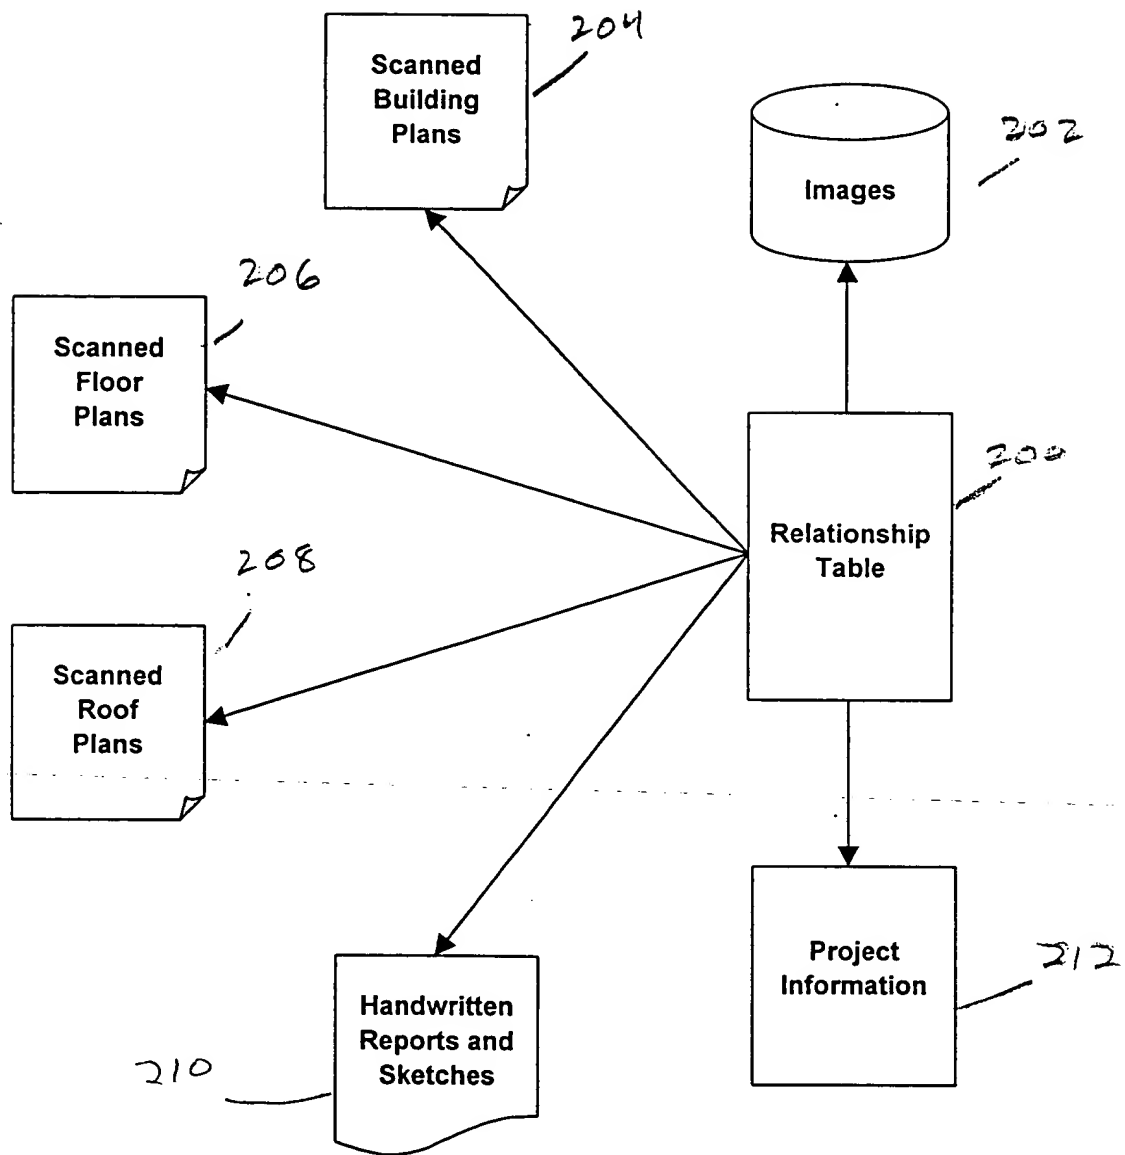 204
Scanned
Building
Plans
202
Images
206
Scanned
Floor
Plans
200
Relationship
Table
208
Scanned
Roof
Plans
Project
Information
212
Handwritten
Reports and
Sketches
210